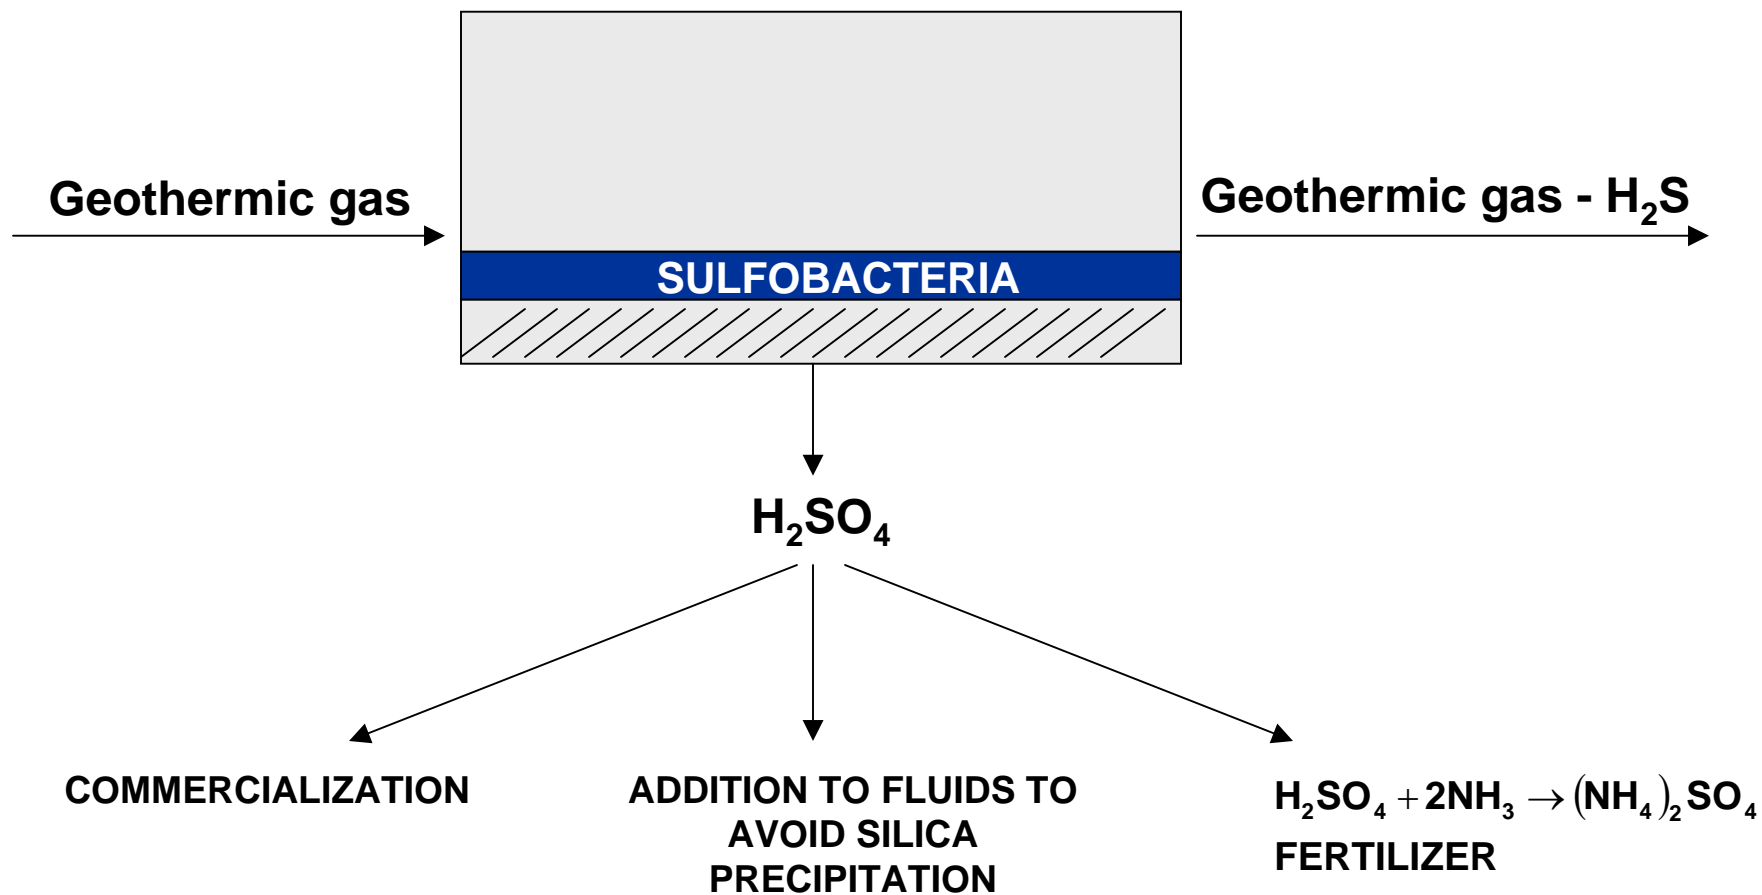 Geothermic gas
Geothermic gas - H₂S
SULFOBACTERIA
H₂SO₄
COMMERCIALIZATION
ADDITION TO FLUIDS TO
AVOID SILICA
PRECIPITATION
H₂SO₄ + 2NH₃ → (NH₄)₂SO₄
FERTILIZER